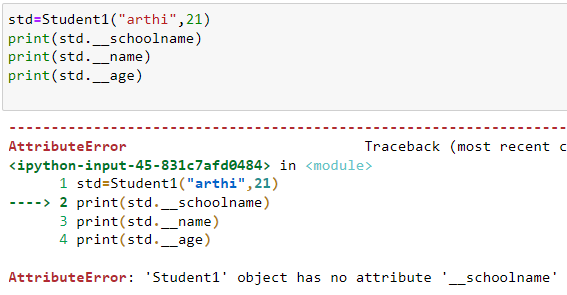 std=Student1("arthi",21)
print(std.__schoolname)
print(std.__name)
print(std.__age)
---------------------------------------------------------------------------
AttributeError Traceback (most recent c
<ipython-input-45-831c7afd0484> in <module>
1 std=Student1("arthi",21)
----> 2 print(std.__schoolname)
3 print(std.__name)
4 print(std.__age)
AttributeError: 'Student1' object has no attribute '__schoolname'